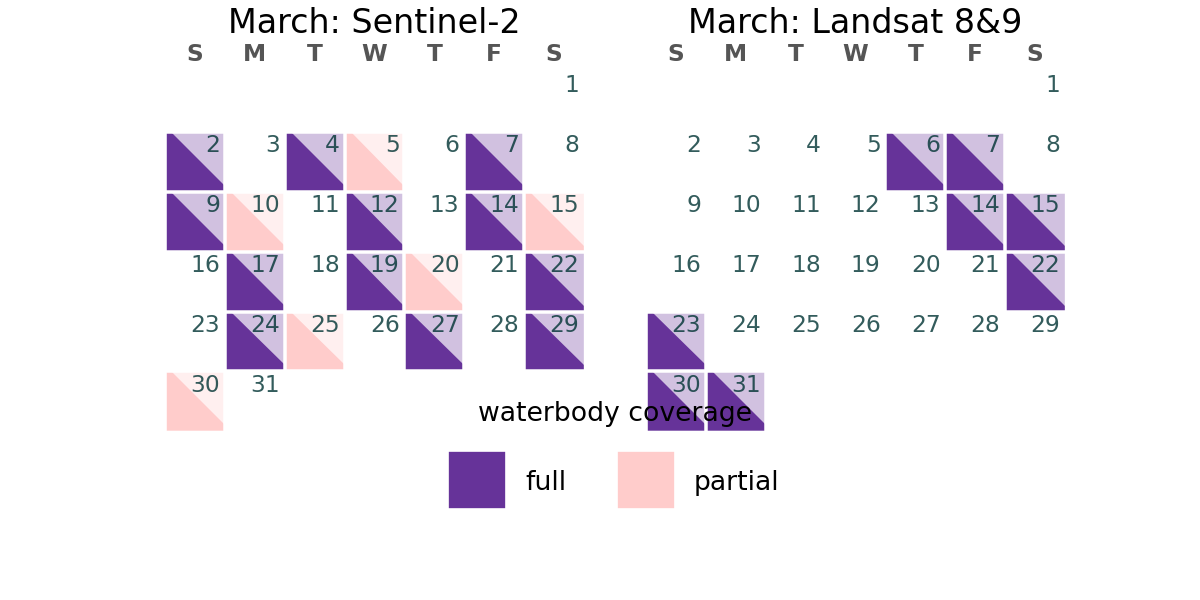 March: Sentinel-2
S M T W T F S
1
2 3 4 5 6 7 8
9 10 11 12 13 14 15
16 17 18 19 20 21 22
23 24 25 26 27 28 29
30 31
March: Landsat 8&9
S M T W T F S
1
2 3 4 5 6 7 8
9 10 11 12 13 14 15
16 17 18 19 20 21 22
23 24 25 26 27 28 29
30 31
waterbody coverage
full partial